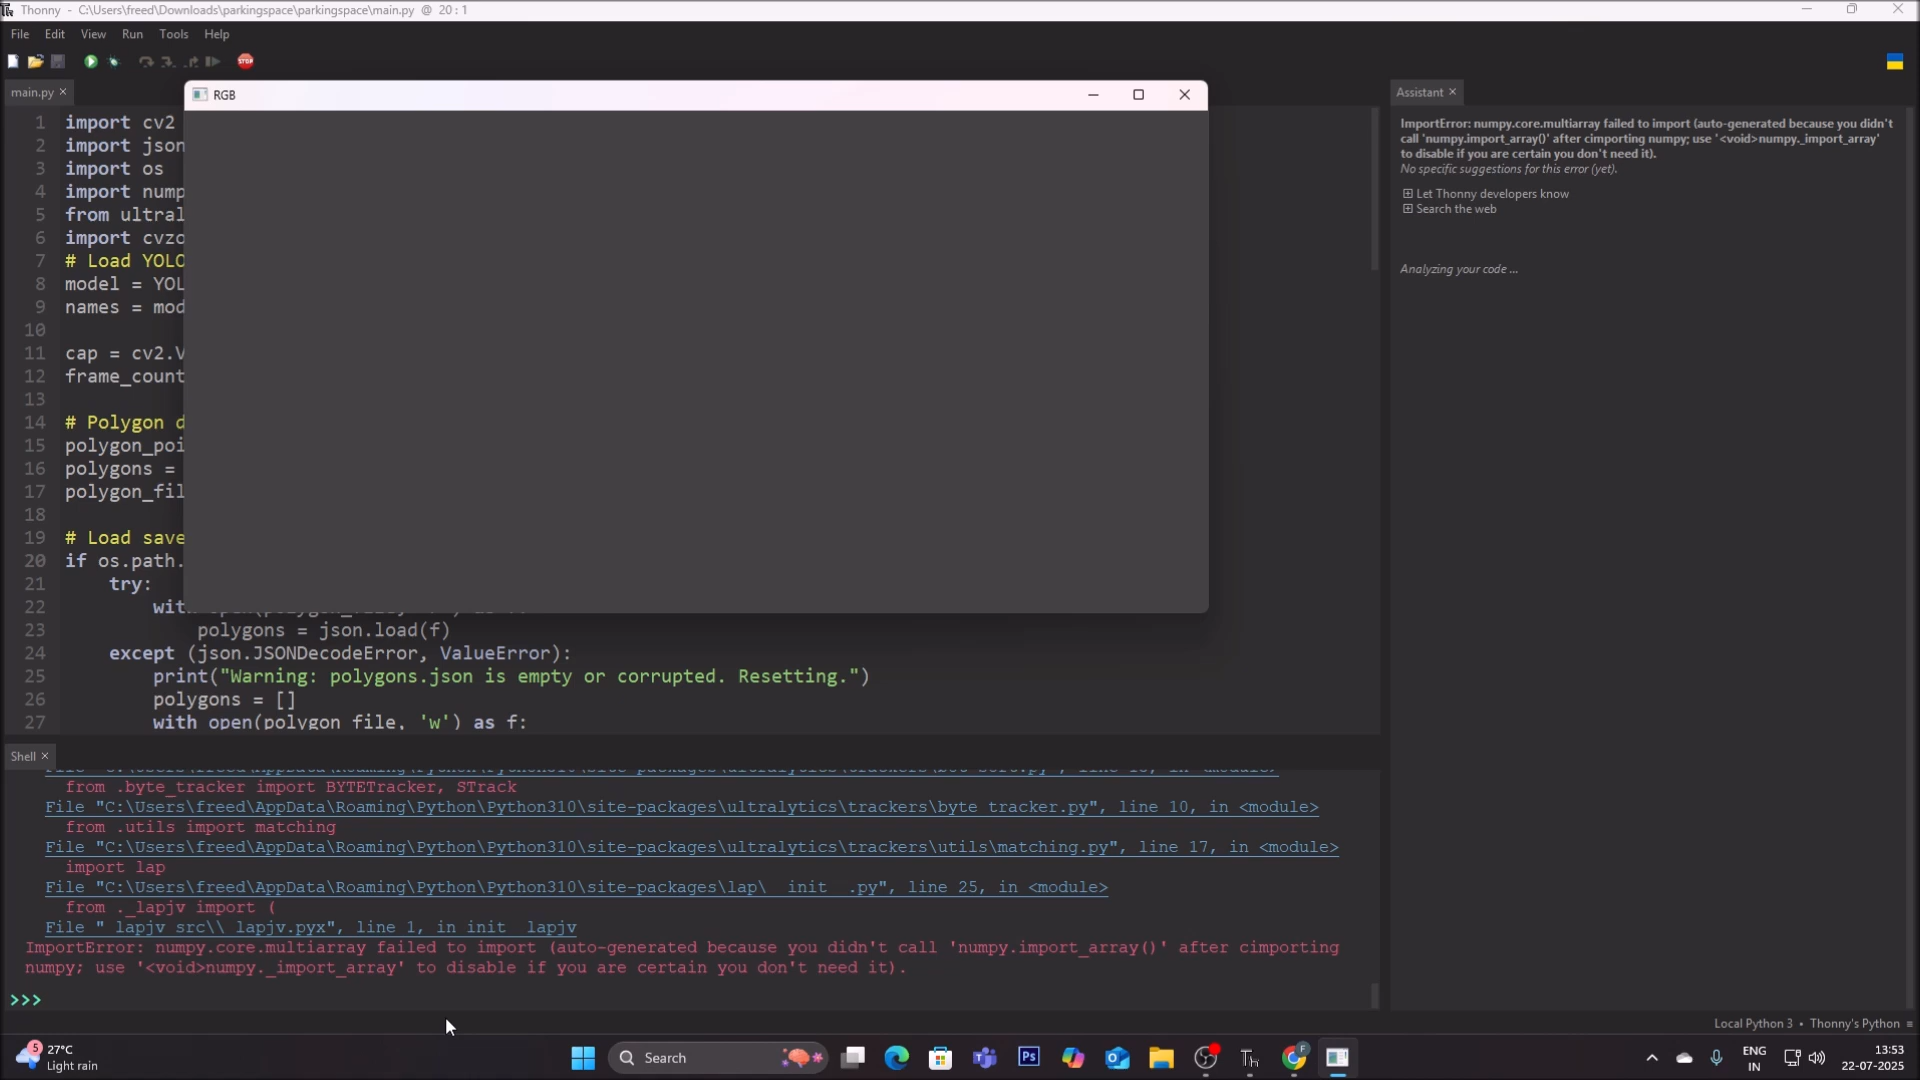 Thonny - C:\Users\freed\Downloads\parkingspace\parkingspace\main.py @ 20 : 1
File Edit View Run Tools Help
STOP
main.py ×
RGB
1 import cv2
2 import json
3 import os
4 import nump
5 from ultral
6 import cvzo
7 # Load YOLO
8 model = YOL
9 names = mod
10
11 cap = cv2.V
12 frame_count
13
14 # Polygon d
15 polygon_poi
16 polygons =
17 polygon_fil
18
19 # Load save
20 if os.path.
21 try:
22 with
23 polygons = json.load(f)
24 except (json.JSONDecodeError, ValueError):
25 print("Warning: polygons.json is empty or corrupted. Resetting.")
26 polygons = []
27 with open(polygon_file, 'w') as f:
Assistant ×
ImportError: numpy.core.multiarray failed to import (auto-generated because you didn't
call 'numpy.import_array()' after cimporting numpy; use '<void>numpy._import_array'
to disable if you are certain you don't need it).
No specific suggestions for this error (yet).
Let Thonny developers know
Search the web
Analyzing your code ...
Shell ×
from .byte_tracker import BYTETracker, STrack
File "C:\Users\freed\AppData\Roaming\Python\Python310\site-packages\ultralytics\trackers\byte_tracker.py", line 10, in <module>
from .utils import matching
File "C:\Users\freed\AppData\Roaming\Python\Python310\site-packages\ultralytics\trackers\utils\matching.py", line 17, in <module>
import lap
File "C:\Users\freed\AppData\Roaming\Python\Python310\site-packages\lap\__init__.py", line 25, in <module>
from ._lapjv import (
File "_lapjv_src\\_lapjv.pyx", line 1, in init _lapjv
ImportError: numpy.core.multiarray failed to import (auto-generated because you didn't call 'numpy.import_array()' after cimporting
numpy; use '<void>numpy._import_array' to disable if you are certain you don't need it).
>>>
Local Python 3 • Thonny's Python ≡
5
27°C
Light rain
Search
Ps
Th
F
ENG
IN
13:53
22-07-2025